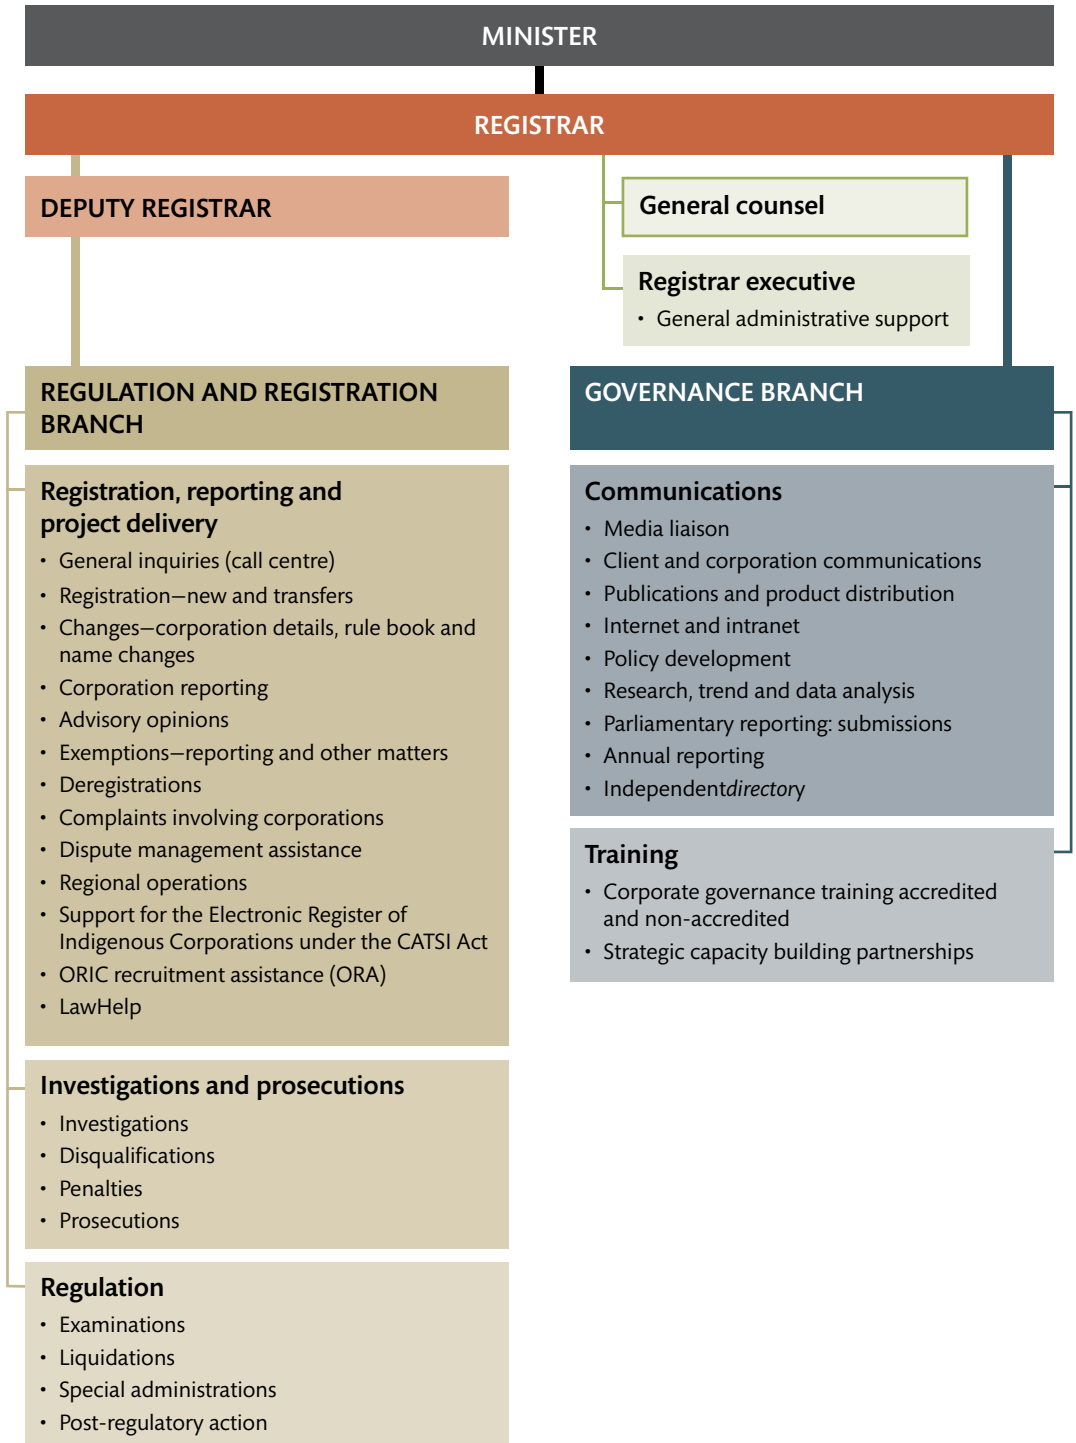 MINISTER
REGISTRAR
DEPUTY REGISTRAR
General counsel
Registrar executive
• General administrative support
REGULATION AND REGISTRATION
BRANCH
Registration, reporting and
project delivery
• General inquiries (call centre)
• Registration—new and transfers
• Changes—corporation details, rule book and
name changes
• Corporation reporting
• Advisory opinions
• Exemptions—reporting and other matters
• Deregistrations
• Complaints involving corporations
• Dispute management assistance
• Regional operations
• Support for the Electronic Register of
Indigenous Corporations under the CATSI Act
• ORIC recruitment assistance (ORA)
• LawHelp
Investigations and prosecutions
• Investigations
• Disqualifications
• Penalties
• Prosecutions
Regulation
• Examinations
• Liquidations
• Special administrations
• Post-regulatory action
GOVERNANCE BRANCH
Communications
• Media liaison
• Client and corporation communications
• Publications and product distribution
• Internet and intranet
• Policy development
• Research, trend and data analysis
• Parliamentary reporting: submissions
• Annual reporting
• Independentdirectory
Training
• Corporate governance training accredited
and non-accredited
• Strategic capacity building partnerships